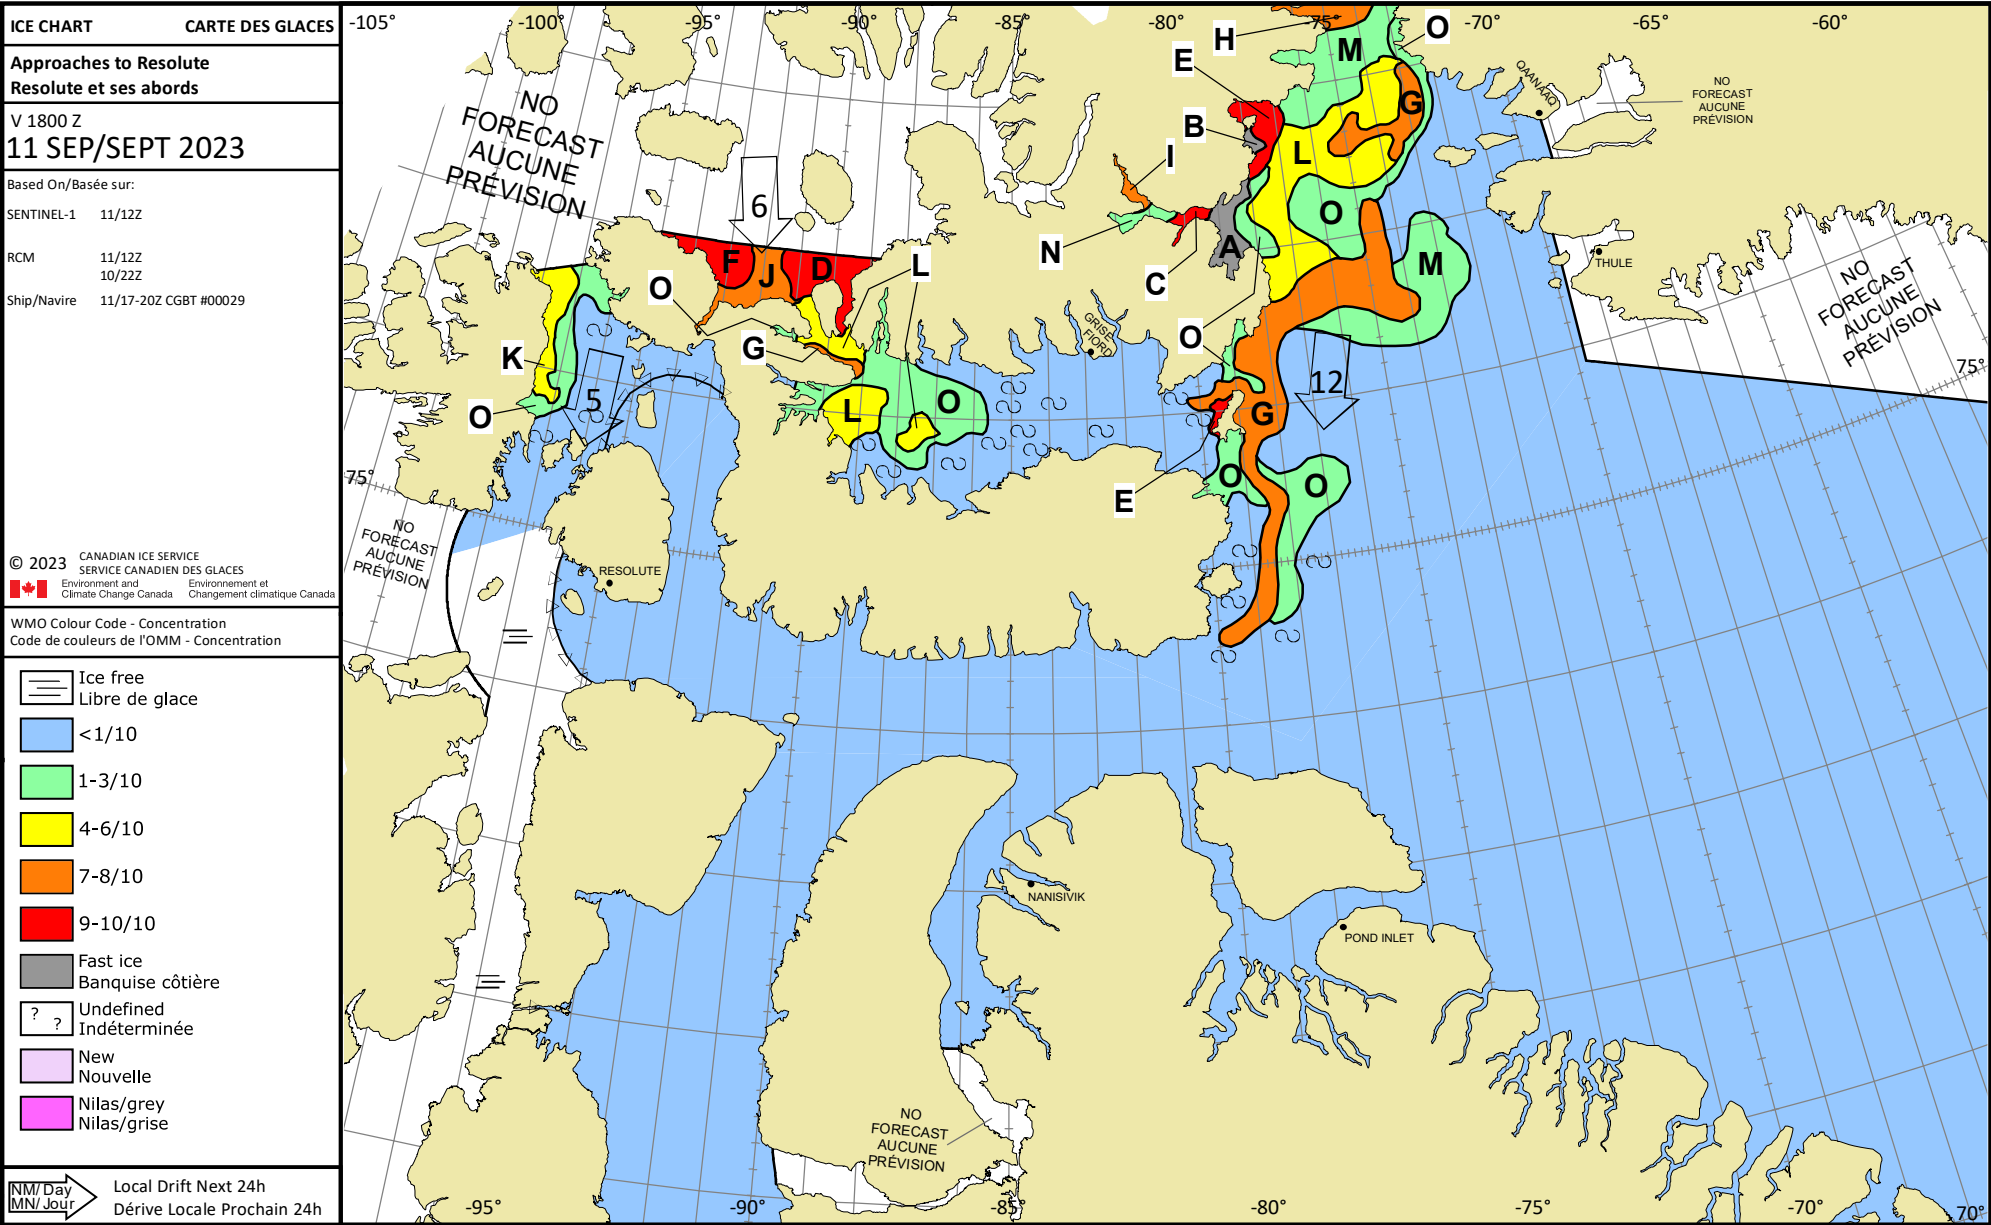 ICE CHART CARTE DES GLACES
Approaches to Resolute
Resolute et ses abords
V 1800 Z
11 SEP/SEPT 2023
Based On/Basée sur:
SENTINEL-1 11/12Z
RCM 11/12Z
10/22Z
Ship/Navire 11/17-20Z CGBT #00029
© 2023 CANADIAN ICE SERVICE
SERVICE CANADIEN DES GLACES
Environment and Climate Change Canada
Environnement et Changement climatique Canada
WMO Colour Code - Concentration
Code de couleurs de l'OMM - Concentration
Ice free
Libre de glace
<1/10
1-3/10
4-6/10
7-8/10
9-10/10
Fast ice
Banquise côtière
? ?
Undefined
Indéterminée
New
Nouvelle
Nilas/grey
Nilas/grise
NM/Day
MN/Jour
Local Drift Next 24h
Dérive Locale Prochain 24h
-105° -100° -95° -90° -85° -80° -75° -70° -65° -60°
H
M
O
E
NO
FORECAST
AUCUNE
PRÉVISION
G
QAANAAQ
NO
FORECAST
AUCUNE
PRÉVISION
B
L
I
6
O
N
A
F
J
D
L
C
M
THULE
O
NO
FORECAST
AUCUNE
PRÉVISION
GRISE
FIORD
O
G
K
75°
5
12
O
L
O
G
75°
E
O
O
NO
FORECAST
AUCUNE
PRÉVISION
RESOLUTE
NANISIVIK
POND INLET
NO
FORECAST
AUCUNE
PRÉVISION
-95° -90° -85° -80° -75° -70° 70°